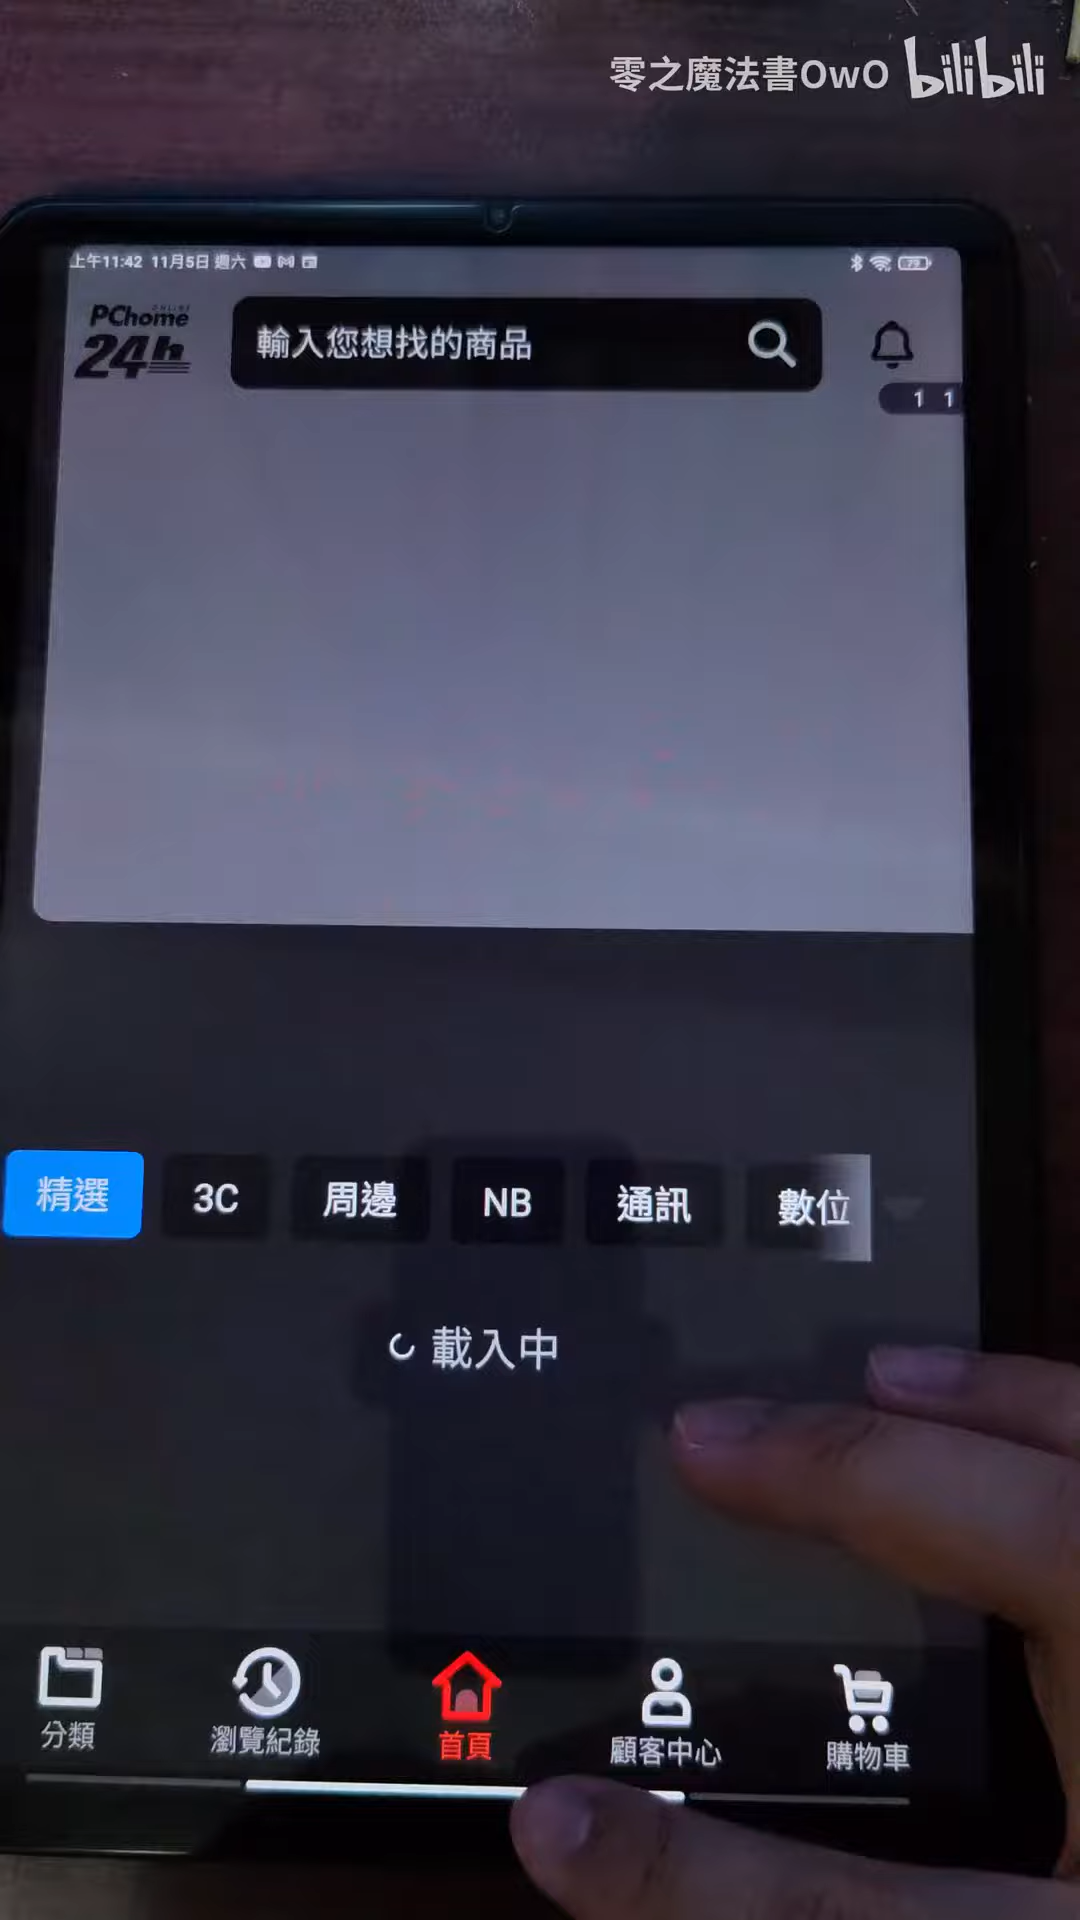 零之魔法書OwO bilibili
上午11:42 11月5日 週六
79
PChome
ONLINE
24h
輸入您想找的商品
1 1
精選 3C 周邊 NB 通訊 數位
載入中
分類 瀏覽紀錄 首頁 顧客中心 購物車